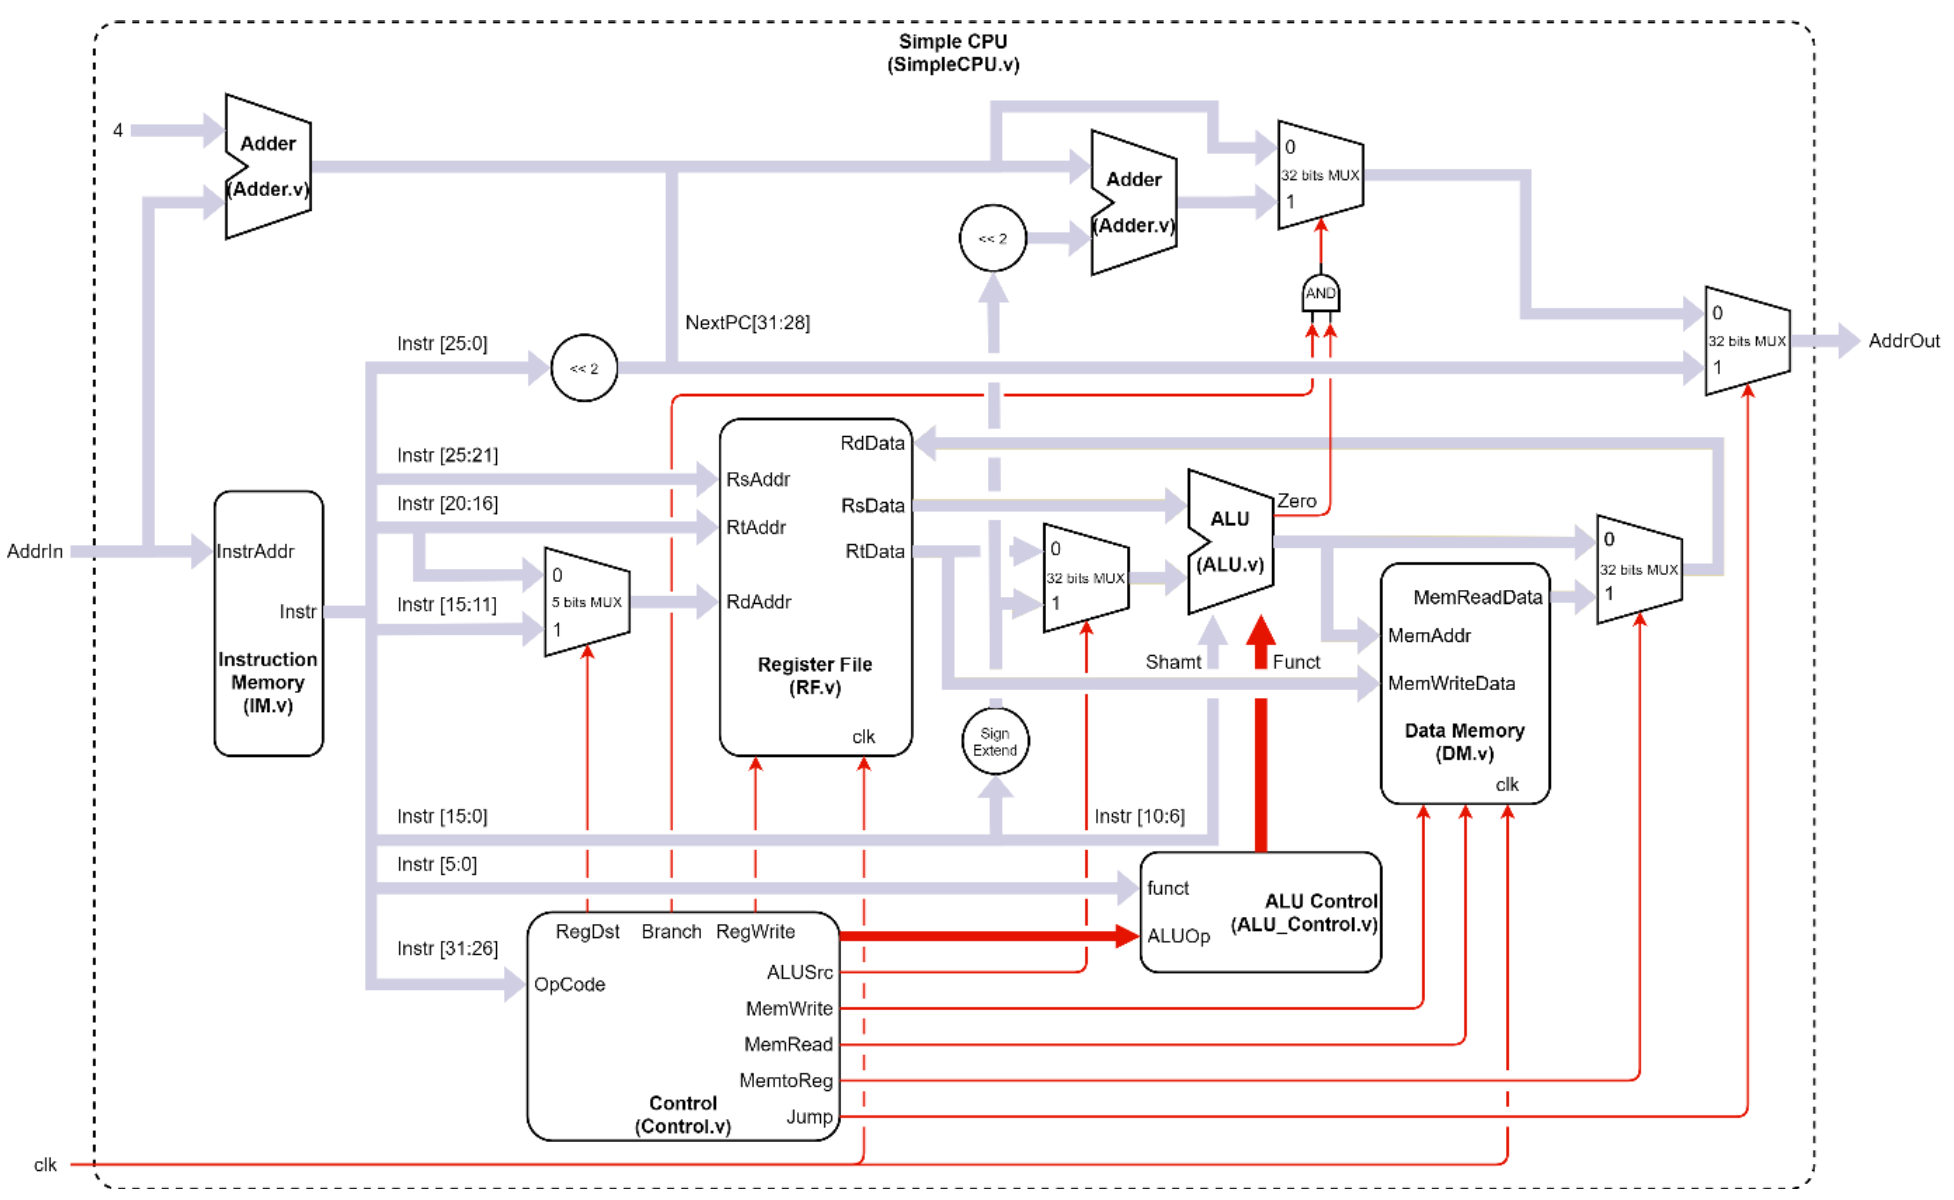 Simple CPU
(SimpleCPU.v)
4
Adder
(Adder.v)
Adder
(Adder.v)
<< 2
0
32 bits MUX
1
AND
NextPC[31:28]
Instr [25:0]
<< 2
0
32 bits MUX
1
AddrOut
Instr [25:21]
Instr [20:16]
Instr [15:11]
AddrIn
InstrAddr
Instr
Instruction
Memory
(IM.v)
0
5 bits MUX
1
RdData
RsAddr
RsData
RtAddr
RtData
RdAddr
Register File
(RF.v)
clk
0
32 bits MUX
1
Zero
ALU
(ALU.v)
Shamt
Funct
MemReadData
MemAddr
MemWriteData
Data Memory
(DM.v)
clk
0
32 bits MUX
1
Sign
Extend
Instr [15:0]
Instr [10:6]
Instr [5:0]
Instr [31:26]
funct
ALU Control
(ALU_Control.v)
ALUOp
RegDst
Branch
RegWrite
OpCode
ALUSrc
MemWrite
MemRead
MemtoReg
Jump
Control
(Control.v)
clk